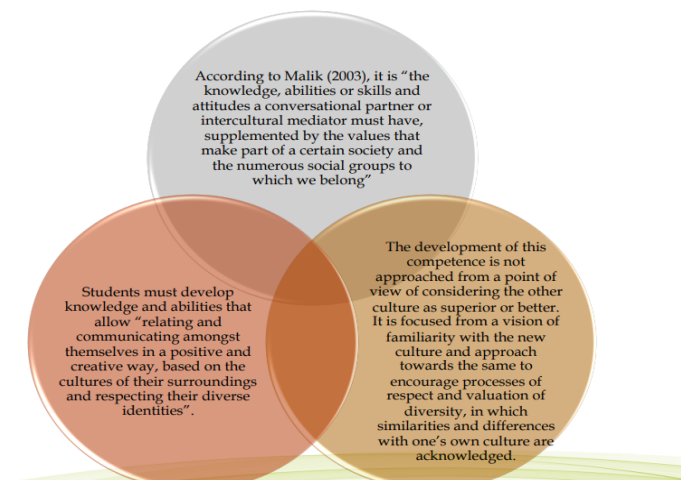 According to Malik (2003), it is “the
knowledge, abilities or skills and
attitudes a conversational partner or
intercultural mediator must have,
supplemented by the values that
make part of a certain society and
the numerous social groups to
which we belong”
Students must develop
knowledge and abilities that
allow “relating and
communicating amongst
themselves in a positive and
creative way, based on the
cultures of their surroundings
and respecting their diverse
identities”.
The development of this
competence is not
approached from a point of
view of considering the other
culture as superior or better.
It is focused from a vision of
familiarity with the new
culture and approach
towards the same to
encourage processes of
respect and valuation of
diversity, in which
similarities and differences
with one’s own culture are
acknowledged.